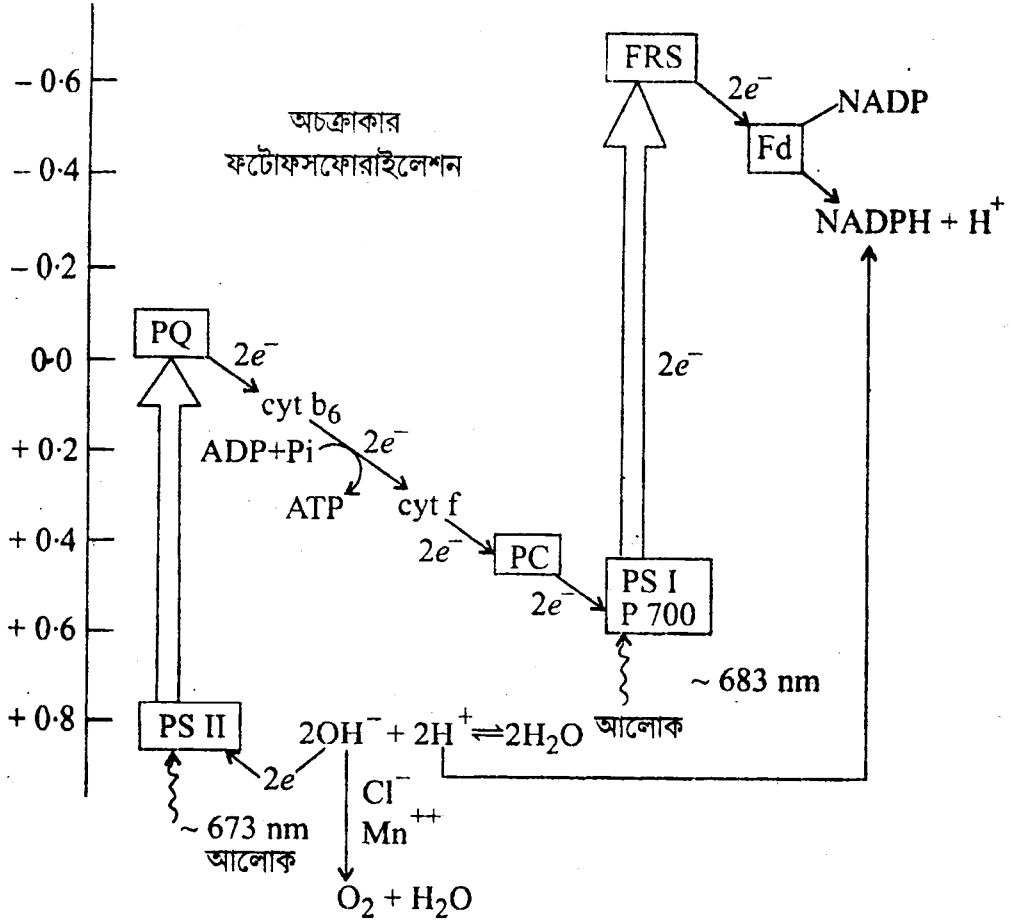 − 0·6
− 0·4
− 0·2
0·0
+ 0·2
+ 0·4
+ 0·6
+ 0·8
অচক্রাকার
ফটোফসফোরাইলেশন
FRS
2e⁻
NADP
Fd
NADPH + H⁺
PQ
2e⁻
cyt b₆
ADP+Pi
2e⁻
ATP
cyt f
2e⁻
PC
2e⁻
2e⁻
PS I
P 700
~ 683 nm
আলোক
PS II
2OH⁻ + 2H⁺ ⇌ 2H₂O
2e
Cl⁻
Mn⁺⁺
~ 673 nm
আলোক
O₂ + H₂O